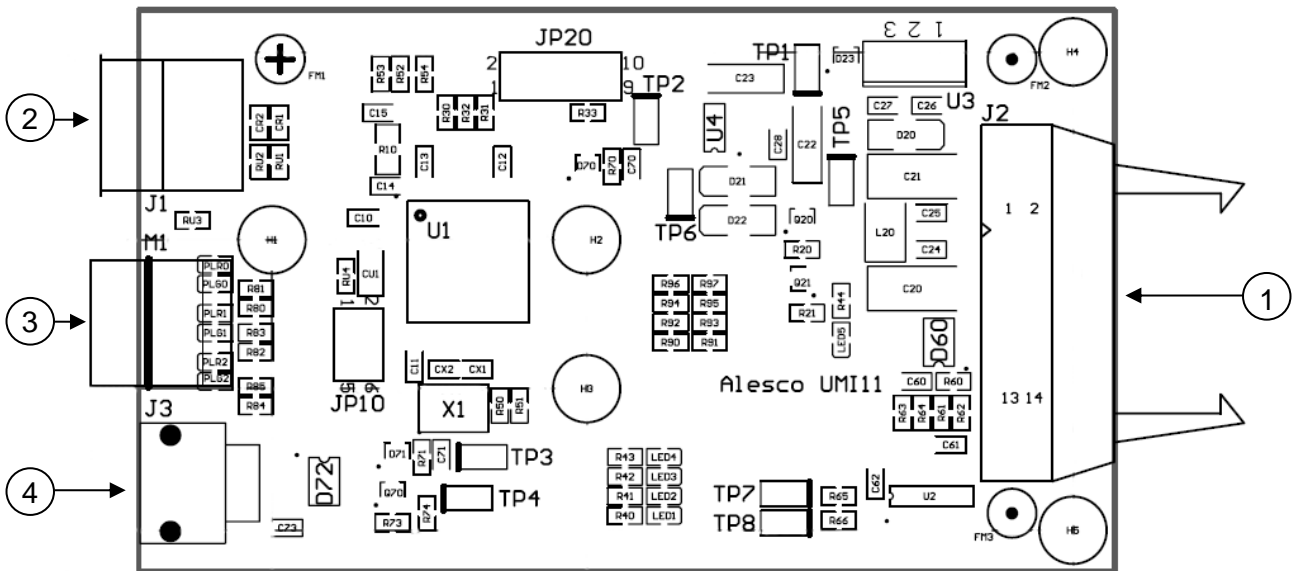 3 2 1
JP20
2
10
1
9
FM1
R53
R52
R54
TP1
D23
C23
H4
FM2
U3
J2
TP2
C15
R30
R32
R31
R33
U4
C27
C26
D20
TP5
C28
C22
2
CR2
CR1
R10
RU2
RU1
C13
C12
R70
C70
C21
D21
C14
J1
RU3
C10
U1
D22
Q20
C25
1
2
TP6
M1
H1
H2
R20
L20
C24
PLR0
PLG0
RU4
CU1
Q21
R96
R97
C20
1
R81
R80
1
2
R94
R95
R44
R21
3
PLR1
PLG1
R83
R82
R92
R93
R90
R91
LED5
D60
PLR2
PLG2
R85
R84
5
6
JP10
C11
CX2
CX1
H3
Alesco UMI11
C60
R60
13
14
J3
X1
R50
R51
R63
R64
R61
R62
C61
R71
C71
TP3
R43
LED4
D72
R42
LED3
4
Q70
TP4
R41
LED2
TP7
R65
C62
U2
R73
R74
R40
LED1
TP8
R66
C73
FM3
H5